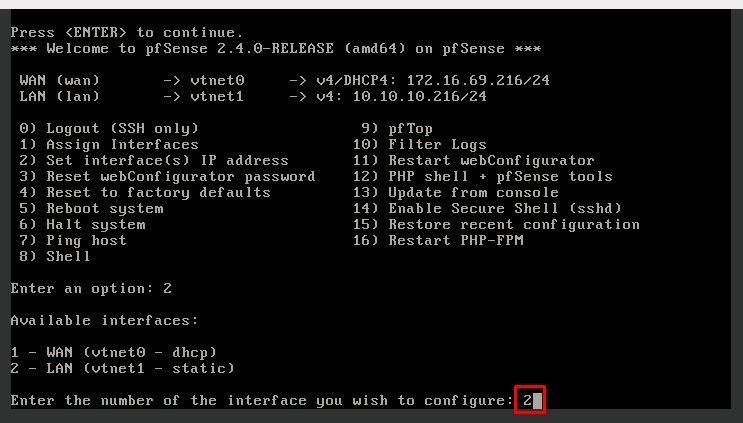 Press <ENTER> to continue.
*** Welcome to pfSense 2.4.0-RELEASE (amd64) on pfSense ***
WAN (wan)       -> vtnet0     -> v4/DHCP4: 172.16.69.216/24
LAN (lan)       -> vtnet1     -> v4: 10.10.10.216/24
0) Logout (SSH only)                  9) pfTop
1) Assign Interfaces                 10) Filter Logs
2) Set interface(s) IP address       11) Restart webConfigurator
3) Reset webConfigurator password    12) PHP shell + pfSense tools
4) Reset to factory defaults         13) Update from console
5) Reboot system                     14) Enable Secure Shell (sshd)
6) Halt system                       15) Restore recent configuration
7) Ping host                         16) Restart PHP-FPM
8) Shell
Enter an option: 2
Available interfaces:
1 - WAN (vtnet0 - dhcp)
2 - LAN (vtnet1 - static)
Enter the number of the interface you wish to configure: 2